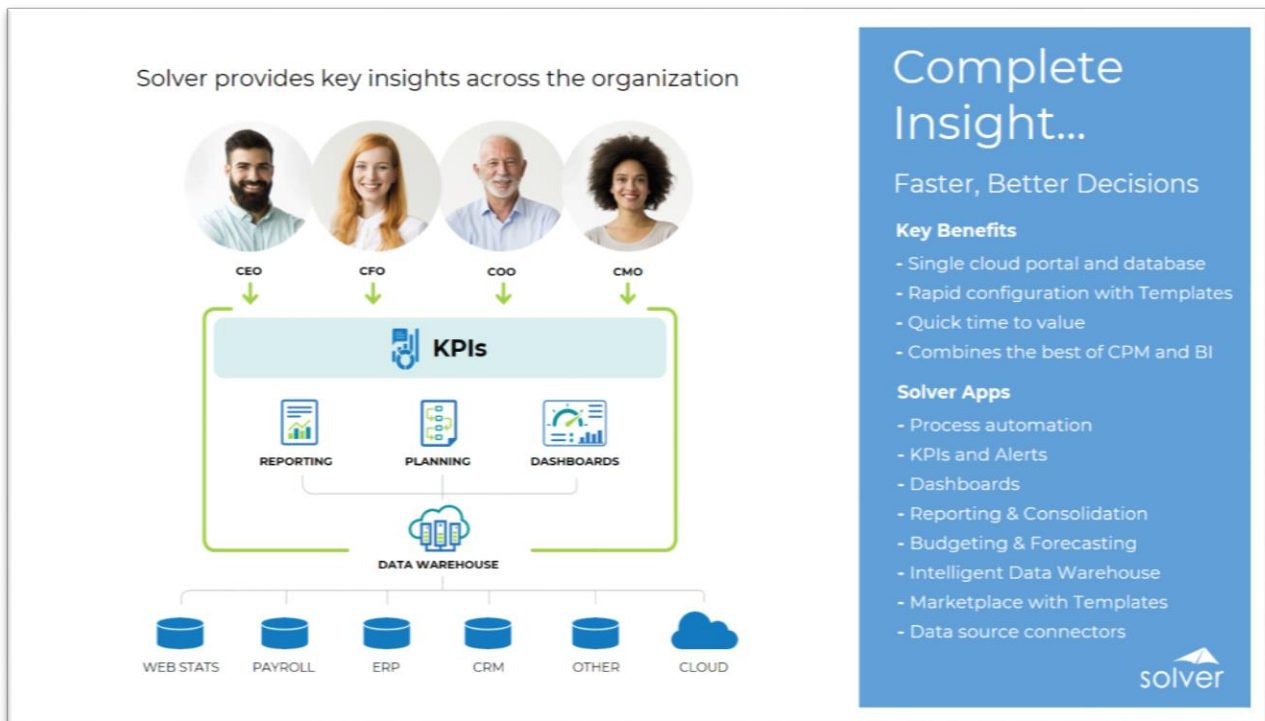 Solver provides key insights across the organization
CEO
CFO
COO
CMO
KPIs
REPORTING
PLANNING
DASHBOARDS
DATA WAREHOUSE
WEB STATS
PAYROLL
ERP
CRM
OTHER
CLOUD
Complete
Insight...
Faster, Better Decisions
Key Benefits
- Single cloud portal and database
- Rapid configuration with Templates
- Quick time to value
- Combines the best of CPM and BI
Solver Apps
- Process automation
- KPIs and Alerts
- Dashboards
- Reporting & Consolidation
- Budgeting & Forecasting
- Intelligent Data Warehouse
- Marketplace with Templates
- Data source connectors
solver